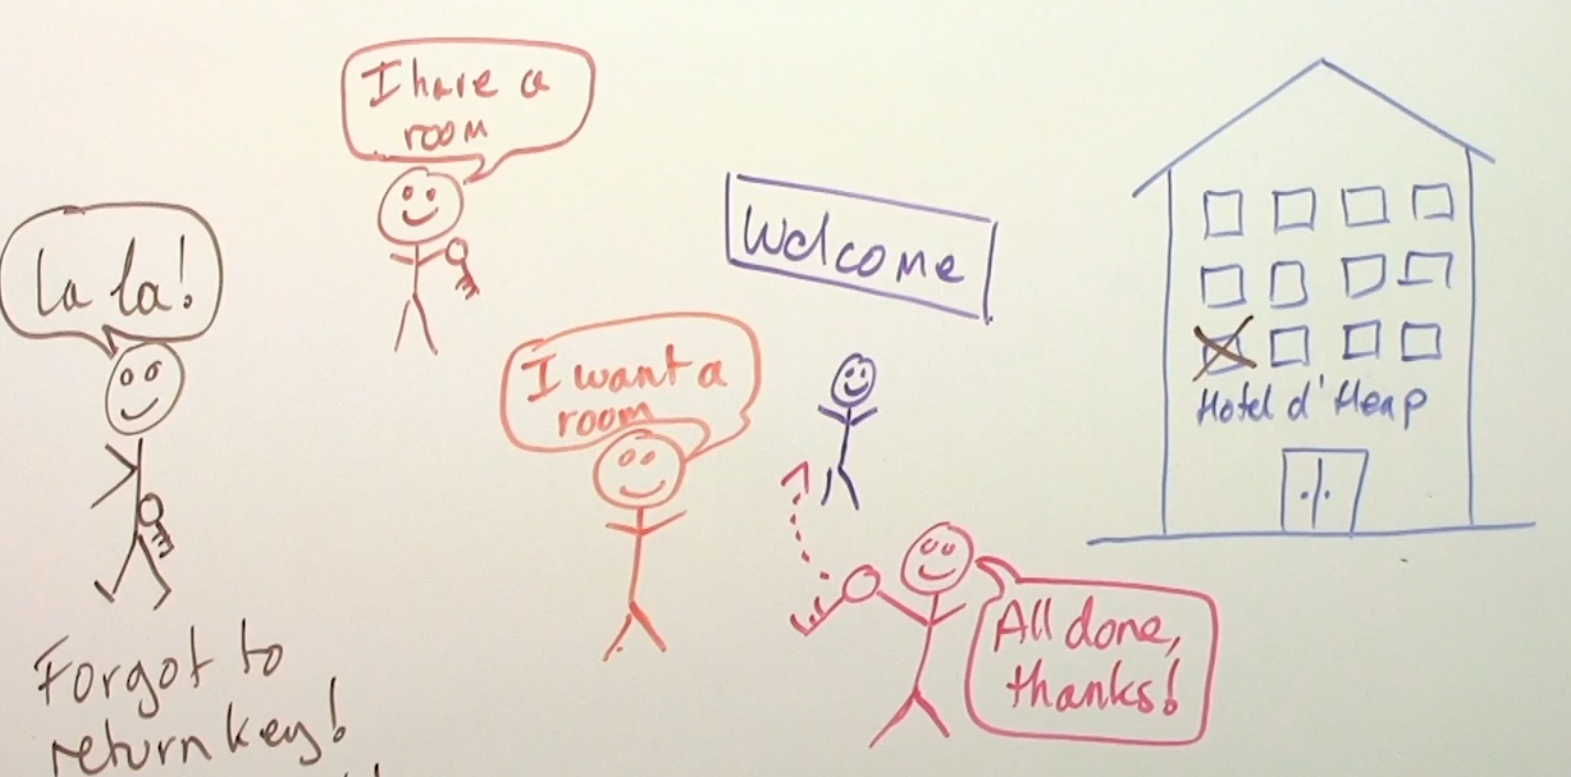 I have a
room
La la!
Welcome
I want a
room
Hotel d'Heap
All done,
thanks!
Forgot to
return key!